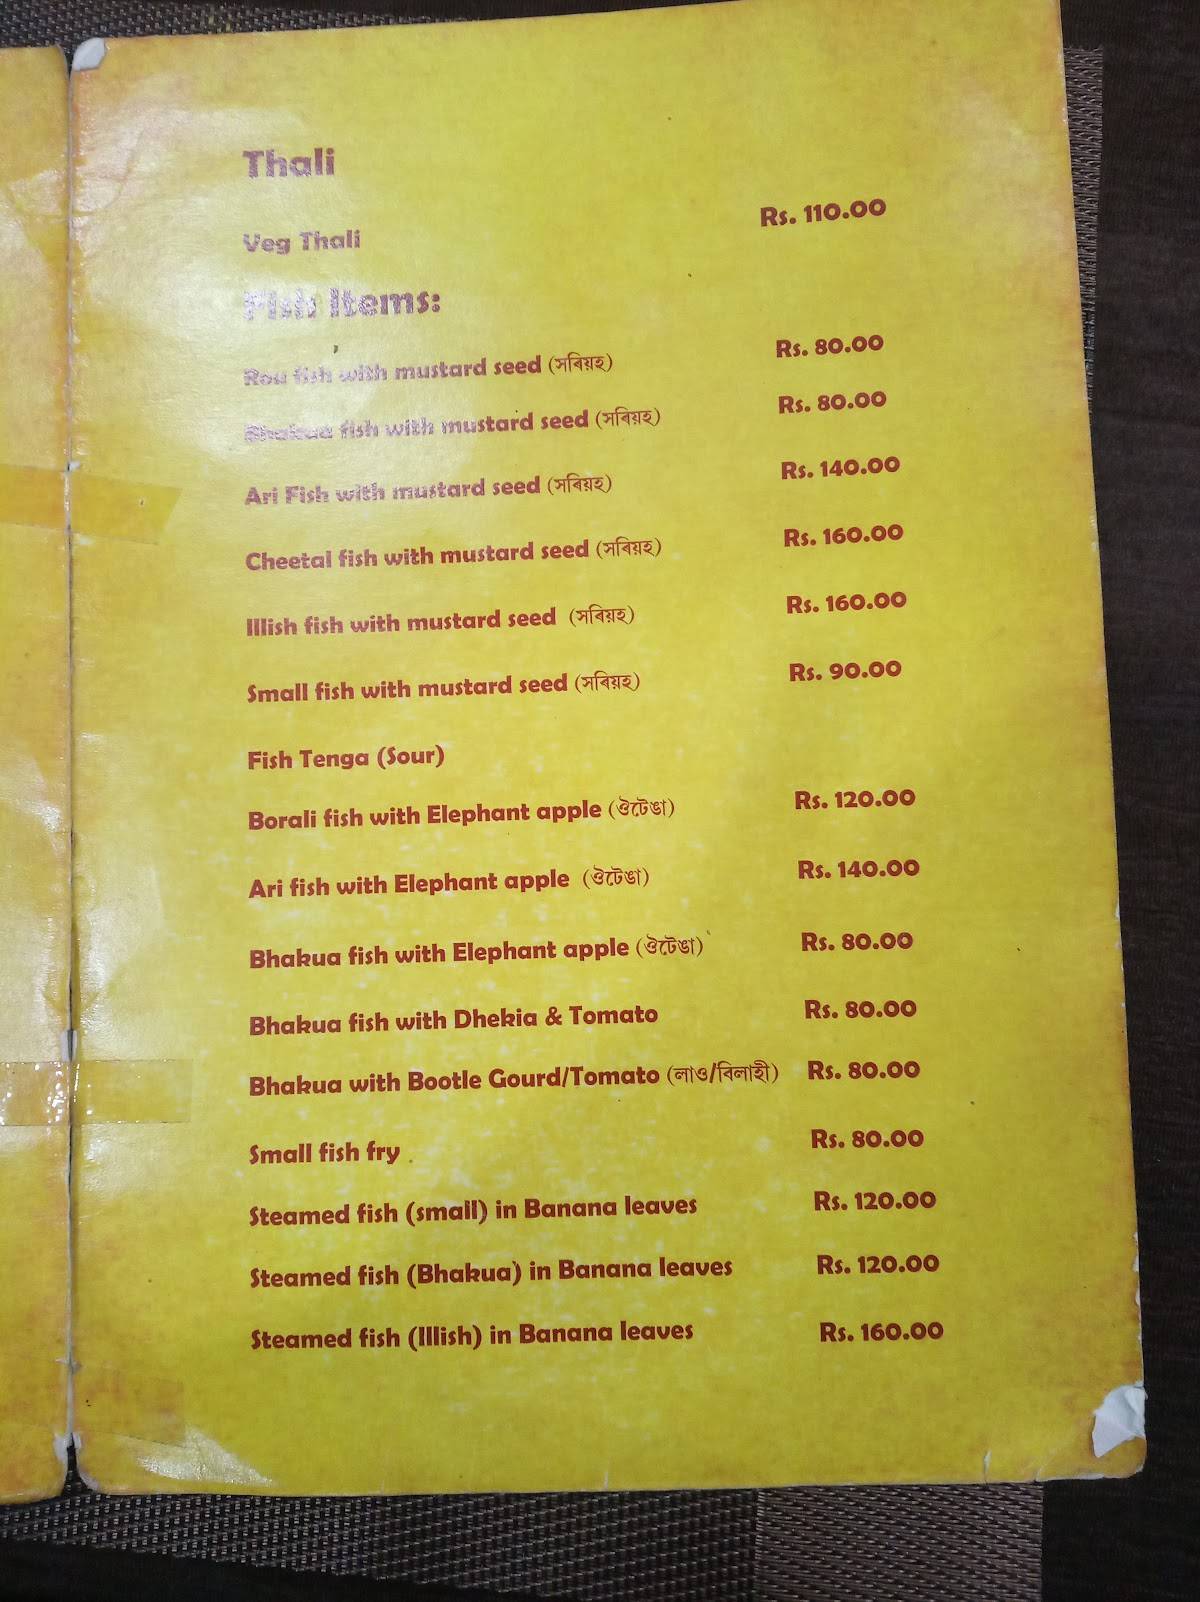 Thali
Veg Thali Rs. 110.00
Fish Items:
Rou fish with mustard seed (সৰিয়হ) Rs. 80.00
Bhakua fish with mustard seed (সৰিয়হ) Rs. 80.00
Ari Fish with mustard seed (সৰিয়হ) Rs. 140.00
Cheetal fish with mustard seed (সৰিয়হ) Rs. 160.00
Illish fish with mustard seed (সৰিয়হ) Rs. 160.00
Small fish with mustard seed (সৰিয়হ) Rs. 90.00
Fish Tenga (Sour)
Borali fish with Elephant apple (ঔটেঙা) Rs. 120.00
Ari fish with Elephant apple (ঔটেঙা) Rs. 140.00
Bhakua fish with Elephant apple (ঔটেঙা) Rs. 80.00
Bhakua fish with Dhekia & Tomato Rs. 80.00
Bhakua with Bootle Gourd/Tomato (লাও/বিলাহী) Rs. 80.00
Small fish fry Rs. 80.00
Steamed fish (small) in Banana leaves Rs. 120.00
Steamed fish (Bhakua) in Banana leaves Rs. 120.00
Steamed fish (Illish) in Banana leaves Rs. 160.00